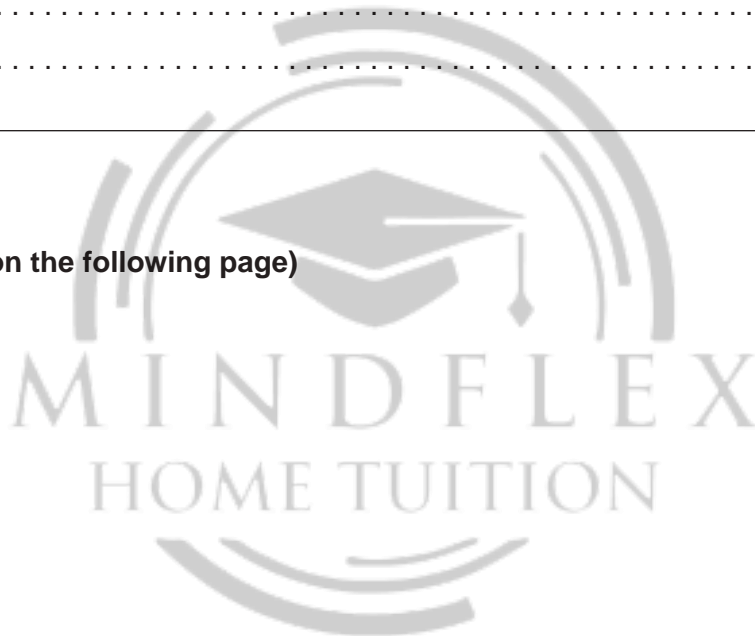 . . . . . . . . . . . . . . . . . . . . . . . . . . . . . . . . . . . . . . . . . . . . . . . .
. . . . . . . . . . . . . . . . . . . . . . . . . . . . . . . . . . . . . . . . . . . . . . . .
on the following page)
MINDFLEX
HOME TUITION